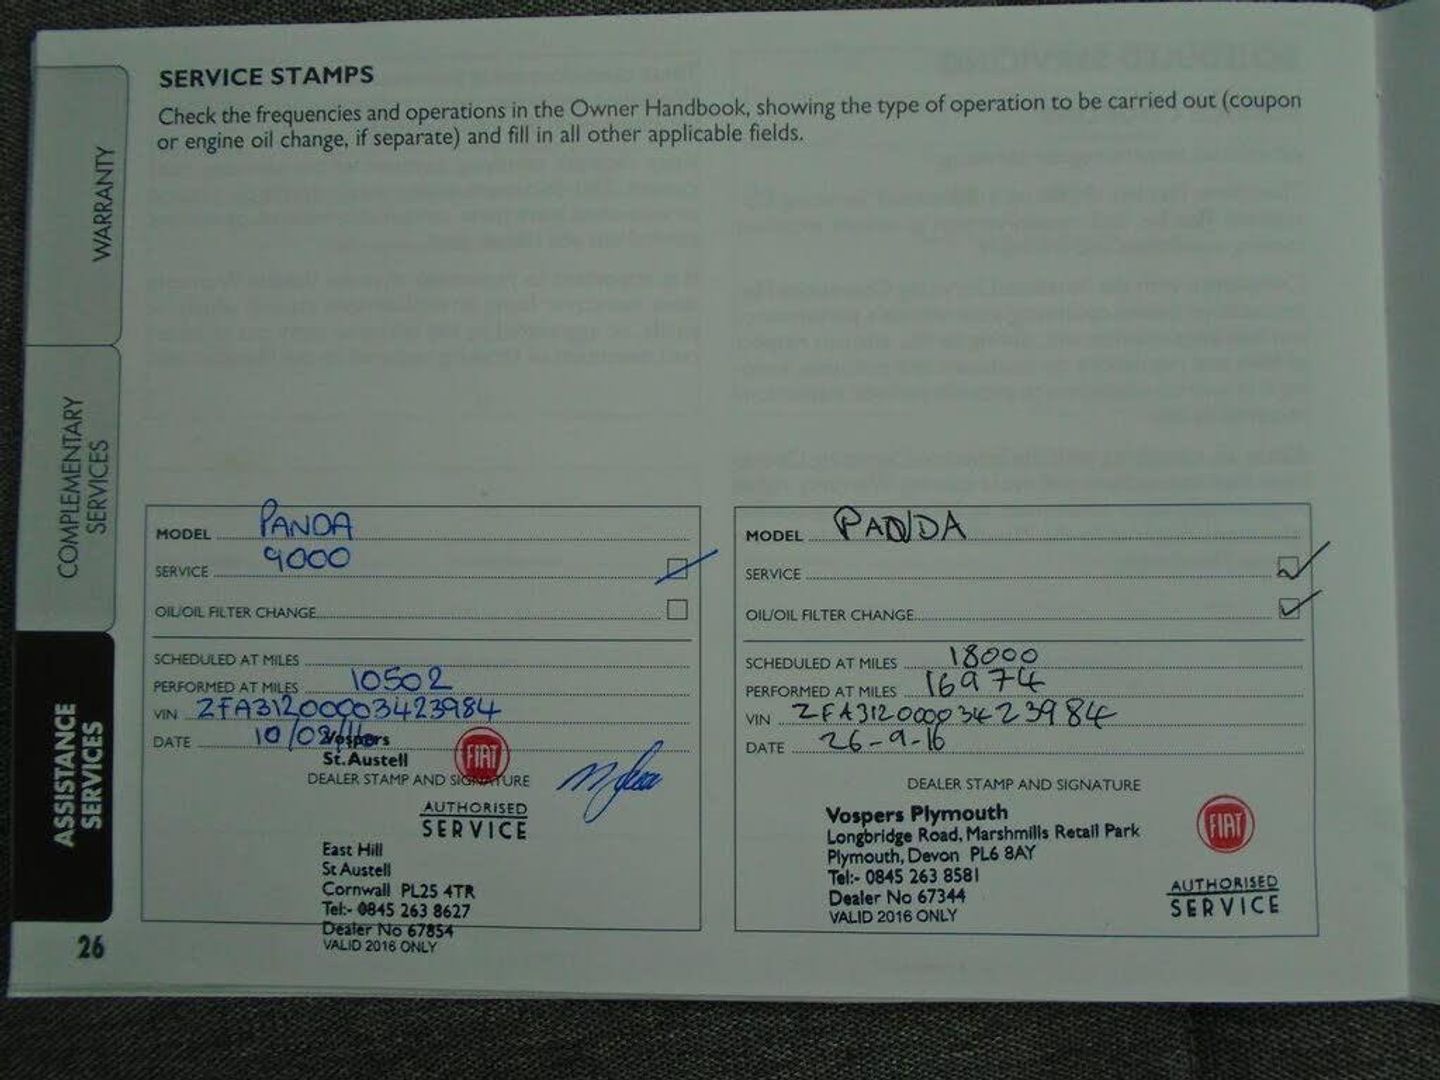 SERVICE STAMPS
Check the frequencies and operations in the Owner Handbook, showing the type of operation to be carried out (coupon
or engine oil change, if separate) and fill in all other applicable fields.
WARRANTY
COMPLEMENTARY
SERVICES
ASSISTANCE
SERVICES
26
MODEL PANDA
SERVICE 9000
OIL/OIL FILTER CHANGE
SCHEDULED AT MILES
PERFORMED AT MILES 10502
VIN ZFA31200003423984
DATE 10/02/16
Vospers
St.Austell
FIAT
DEALER STAMP AND SIGNATURE
AUTHORISED
SERVICE
East Hill
St Austell
Cornwall PL25 4TR
Tel:- 0845 263 8627
Dealer No 67854
VALID 2016 ONLY
MODEL PANDA
SERVICE
OIL/OIL FILTER CHANGE
SCHEDULED AT MILES 18000
PERFORMED AT MILES 16974
VIN ZFA31200003423984
DATE 26-9-16
DEALER STAMP AND SIGNATURE
Vospers Plymouth
Longbridge Road, Marshmills Retail Park
Plymouth, Devon PL6 8AY
Tel:- 0845 263 8581
Dealer No 67344
VALID 2016 ONLY
FIAT
AUTHORISED
SERVICE